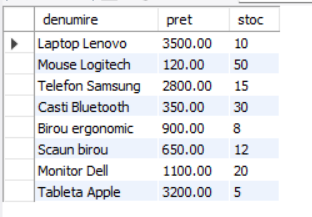 denumire pret stoc
Laptop Lenovo 3500.00 10
Mouse Logitech 120.00 50
Telefon Samsung 2800.00 15
Casti Bluetooth 350.00 30
Birou ergonomic 900.00 8
Scaun birou 650.00 12
Monitor Dell 1100.00 20
Tableta Apple 3200.00 5